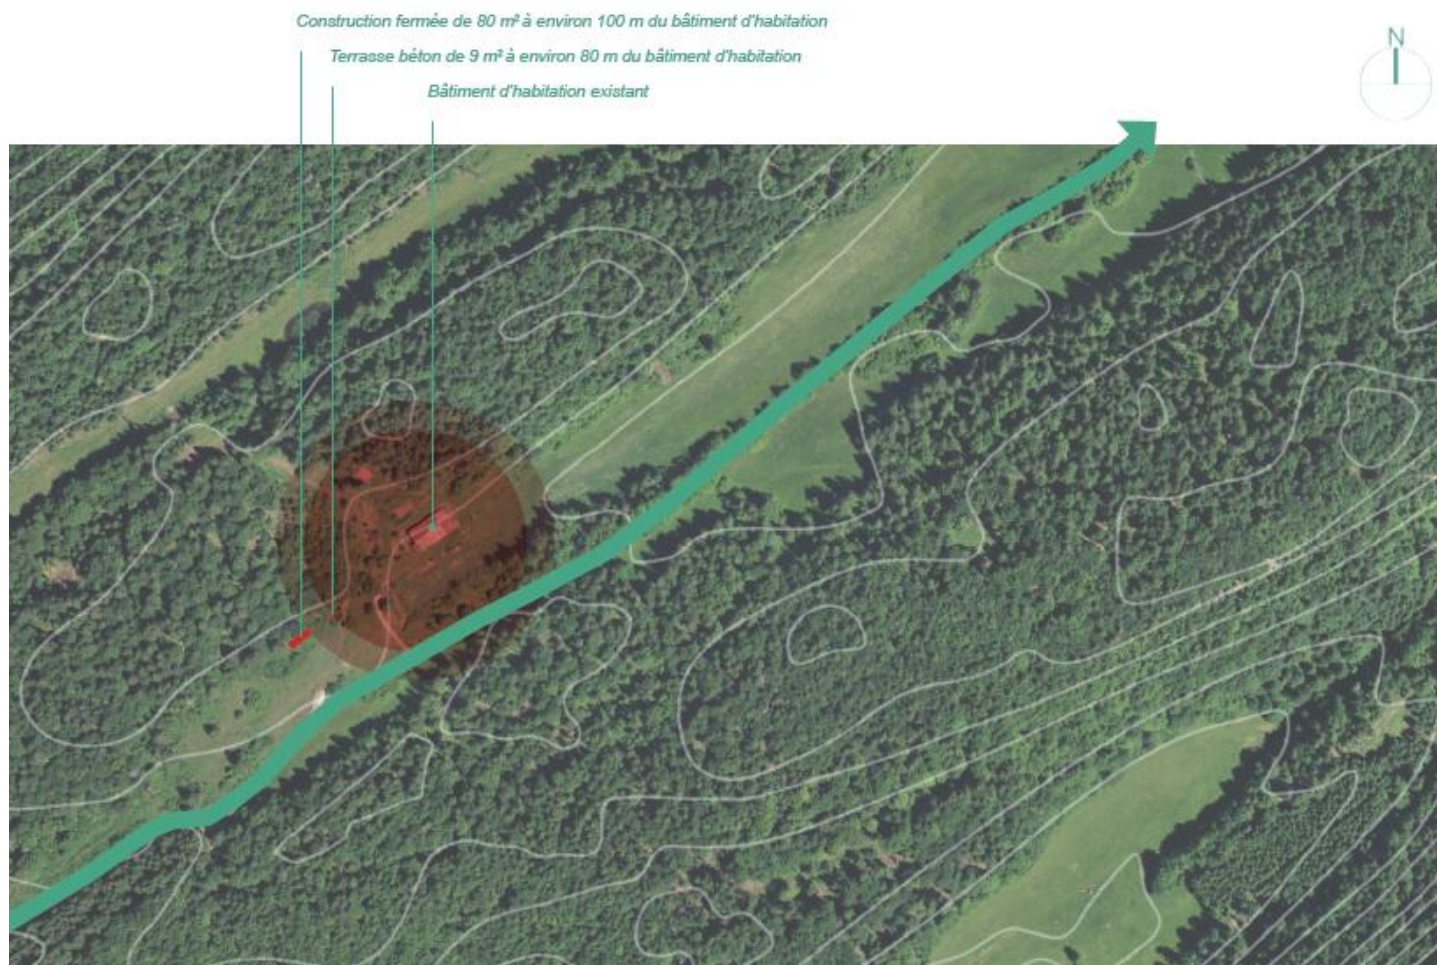 Construction fermée de 80 m² à environ 100 m du bâtiment d'habitation
Terrasse béton de 9 m² à environ 80 m du bâtiment d'habitation
Bâtiment d'habitation existant
N